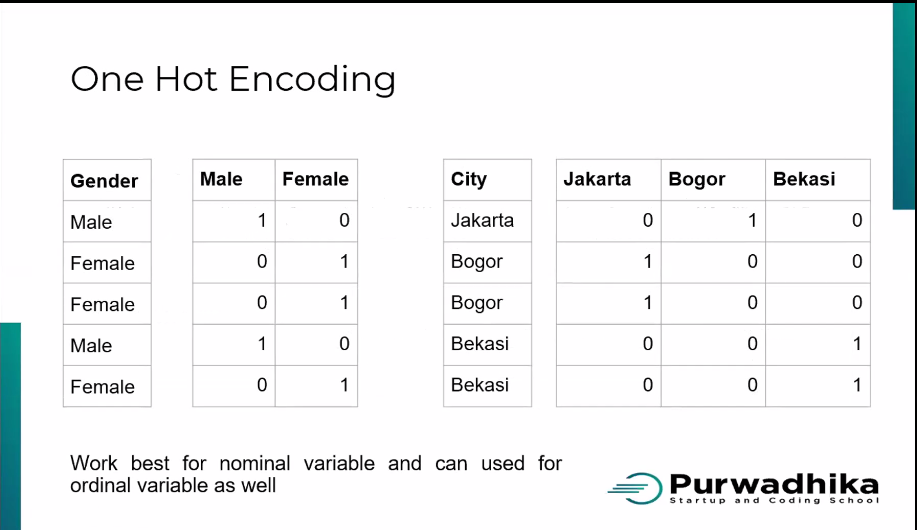 One Hot Encoding
Gender Male Female City Jakarta Bogor Bekasi
Male 1 0 Jakarta 0 1 0
Female 0 1 Bogor 1 0 0
Female 0 1 Bogor 1 0 0
Male 1 0 Bekasi 0 0 1
Female 0 1 Bekasi 0 0 1
Work best for nominal variable and can used for
ordinal variable as well
Purwadhika
Startup and Coding School